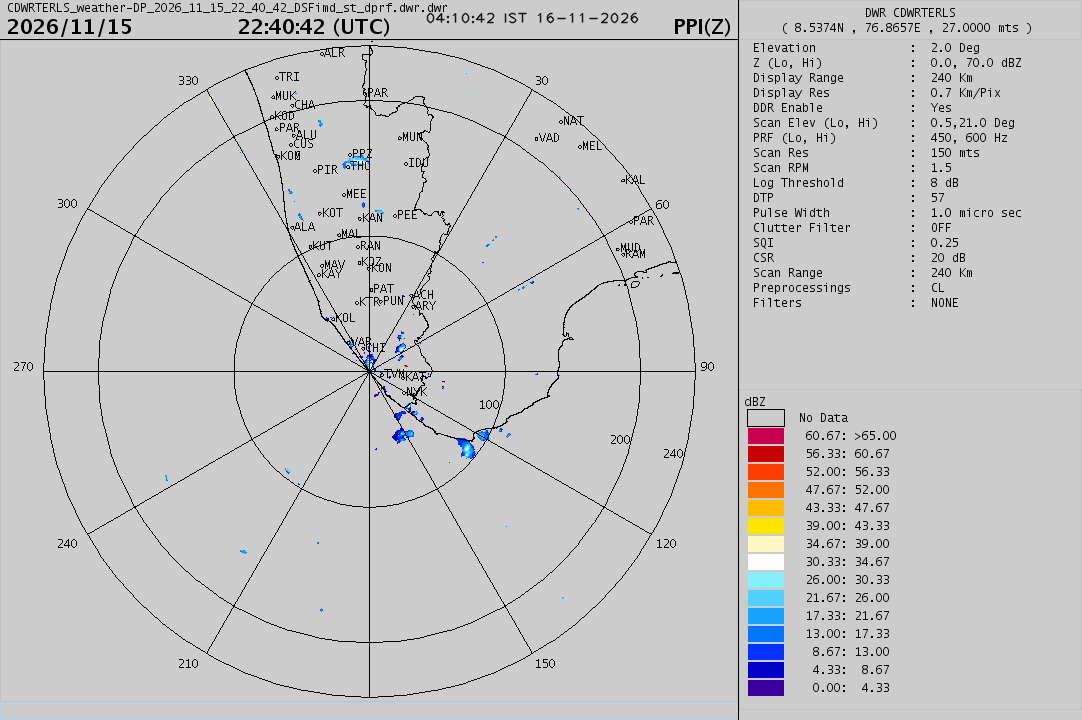 CDWRTERLS_weather-DP_2026_11_15_22_40_42_DSFimd_st_dprf.dwr.dwr
2026/11/15 22:40:42 (UTC) 04:10:42 IST 16-11-2026 PPI(Z)
ALR
330
TRI
30
MUK
PAR
CHA
KOD
NAT
PAR
ALU
MUN
VAD
CUS
MEL
KOM
PPZ
PIR
THO
IDU
KAL
MEE
300
60
KOT
KAN
PEE
PAR
ALA
MAL
KUT
RAN
MUD
RAM
MAV
KOZ
KON
KAY
PAT
ACH
KTR
PUN
ARY
KOL
VAR
THI
270
90
TVM
KAT
NYK
100
200
240
240
120
210
150
DWR CDWRTERLS
( 8.5374N , 76.8657E , 27.0000 mts )
Elevation : 2.0 Deg
Z (Lo, Hi) : 0.0, 70.0 dBZ
Display Range : 240 Km
Display Res : 0.7 Km/Pix
DDR Enable : Yes
Scan Elev (Lo, Hi) : 0.5,21.0 Deg
PRF (Lo, Hi) : 450, 600 Hz
Scan Res : 150 mts
Scan RPM : 1.5
Log Threshold : 8 dB
DTP : 57
Pulse Width : 1.0 micro sec
Clutter Filter : OFF
SQI : 0.25
CSR : 20 dB
Scan Range : 240 Km
Preprocessings : CL
Filters : NONE
dBZ
No Data
60.67: >65.00
56.33: 60.67
52.00: 56.33
47.67: 52.00
43.33: 47.67
39.00: 43.33
34.67: 39.00
30.33: 34.67
26.00: 30.33
21.67: 26.00
17.33: 21.67
13.00: 17.33
8.67: 13.00
4.33: 8.67
0.00: 4.33